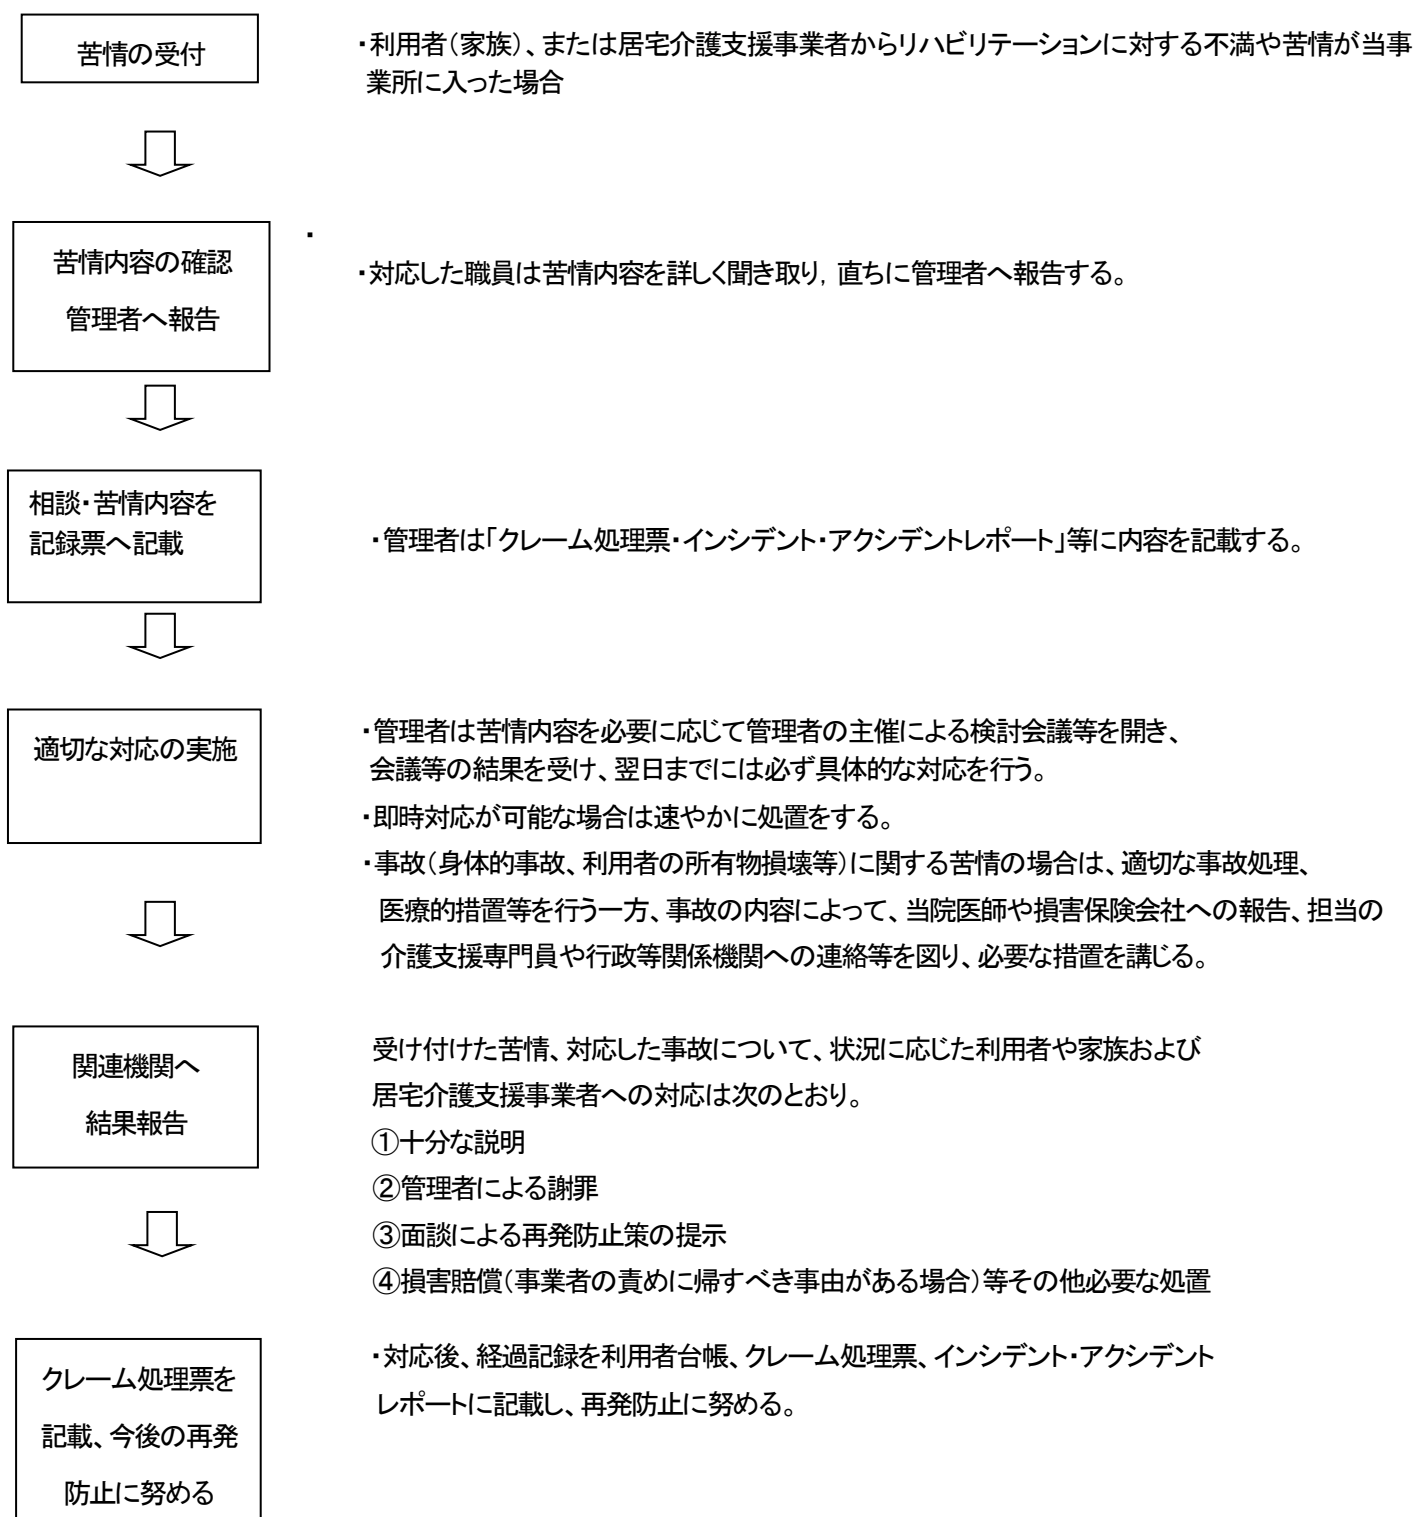 苦情の受付
・利用者（家族）、または居宅介護支援事業者からリハビリテーションに対する不満や苦情が当事
業所に入った場合
・
苦情内容の確認
管理者へ報告
・対応した職員は苦情内容を詳しく聞き取り，直ちに管理者へ報告する。
相談・苦情内容を
記録票へ記載
・管理者は「クレーム処理票・インシデント・アクシデントレポート」等に内容を記載する。
適切な対応の実施
・管理者は苦情内容を必要に応じて管理者の主催による検討会議等を開き、
会議等の結果を受け、翌日までには必ず具体的な対応を行う。
・即時対応が可能な場合は速やかに処置をする。
・事故（身体的事故、利用者の所有物損壊等）に関する苦情の場合は、適切な事故処理、
医療的措置等を行う一方、事故の内容によって、当院医師や損害保険会社への報告、担当の
介護支援専門員や行政等関係機関への連絡等を図り、必要な措置を講じる。
関連機関へ
結果報告
受け付けた苦情、対応した事故について、状況に応じた利用者や家族および
居宅介護支援事業者への対応は次のとおり。
①十分な説明
②管理者による謝罪
③面談による再発防止策の提示
④損害賠償（事業者の責めに帰すべき事由がある場合）等その他必要な処置
クレーム処理票を
記載、今後の再発
防止に努める
・対応後、経過記録を利用者台帳、クレーム処理票、インシデント・アクシデント
レポートに記載し、再発防止に努める。